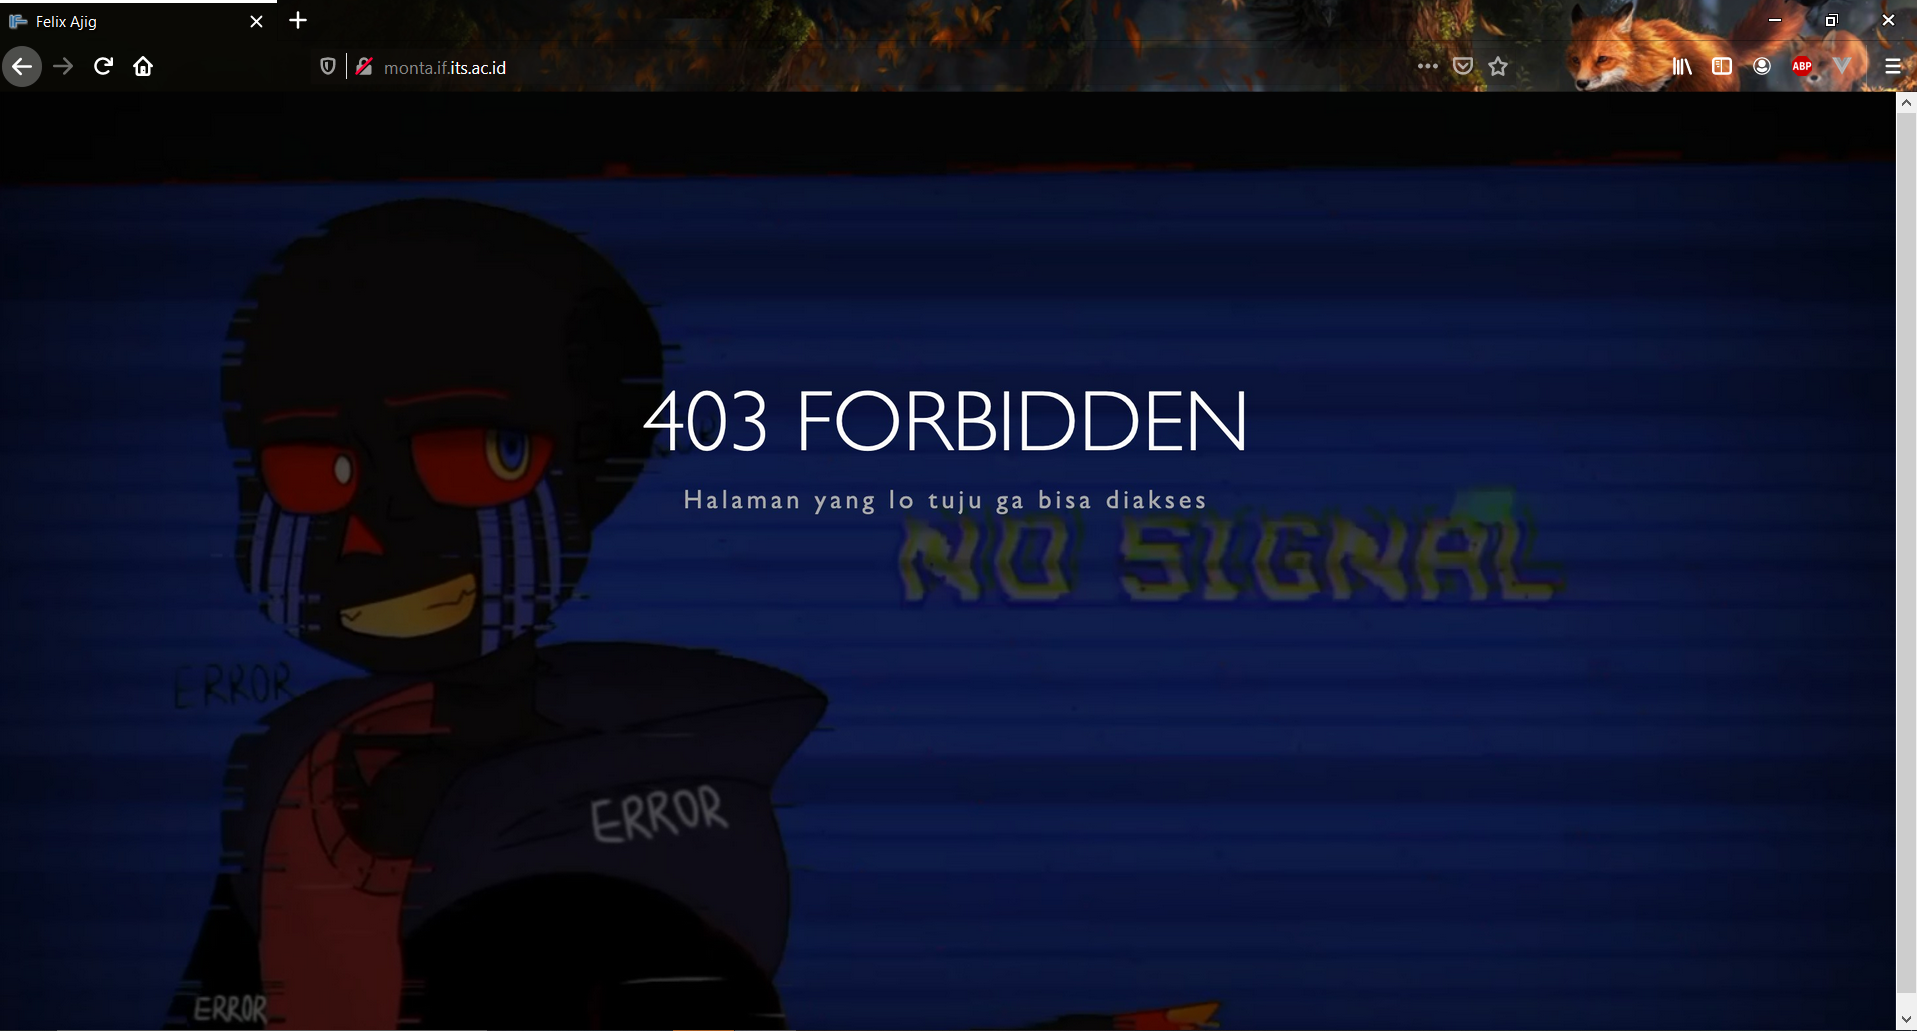 Felix Ajig
monta.if.its.ac.id
ABP
403 FORBIDDEN
Halaman yang lo tuju ga bisa diakses
NO SIGNAL
ERROR
ERROR
ERROR